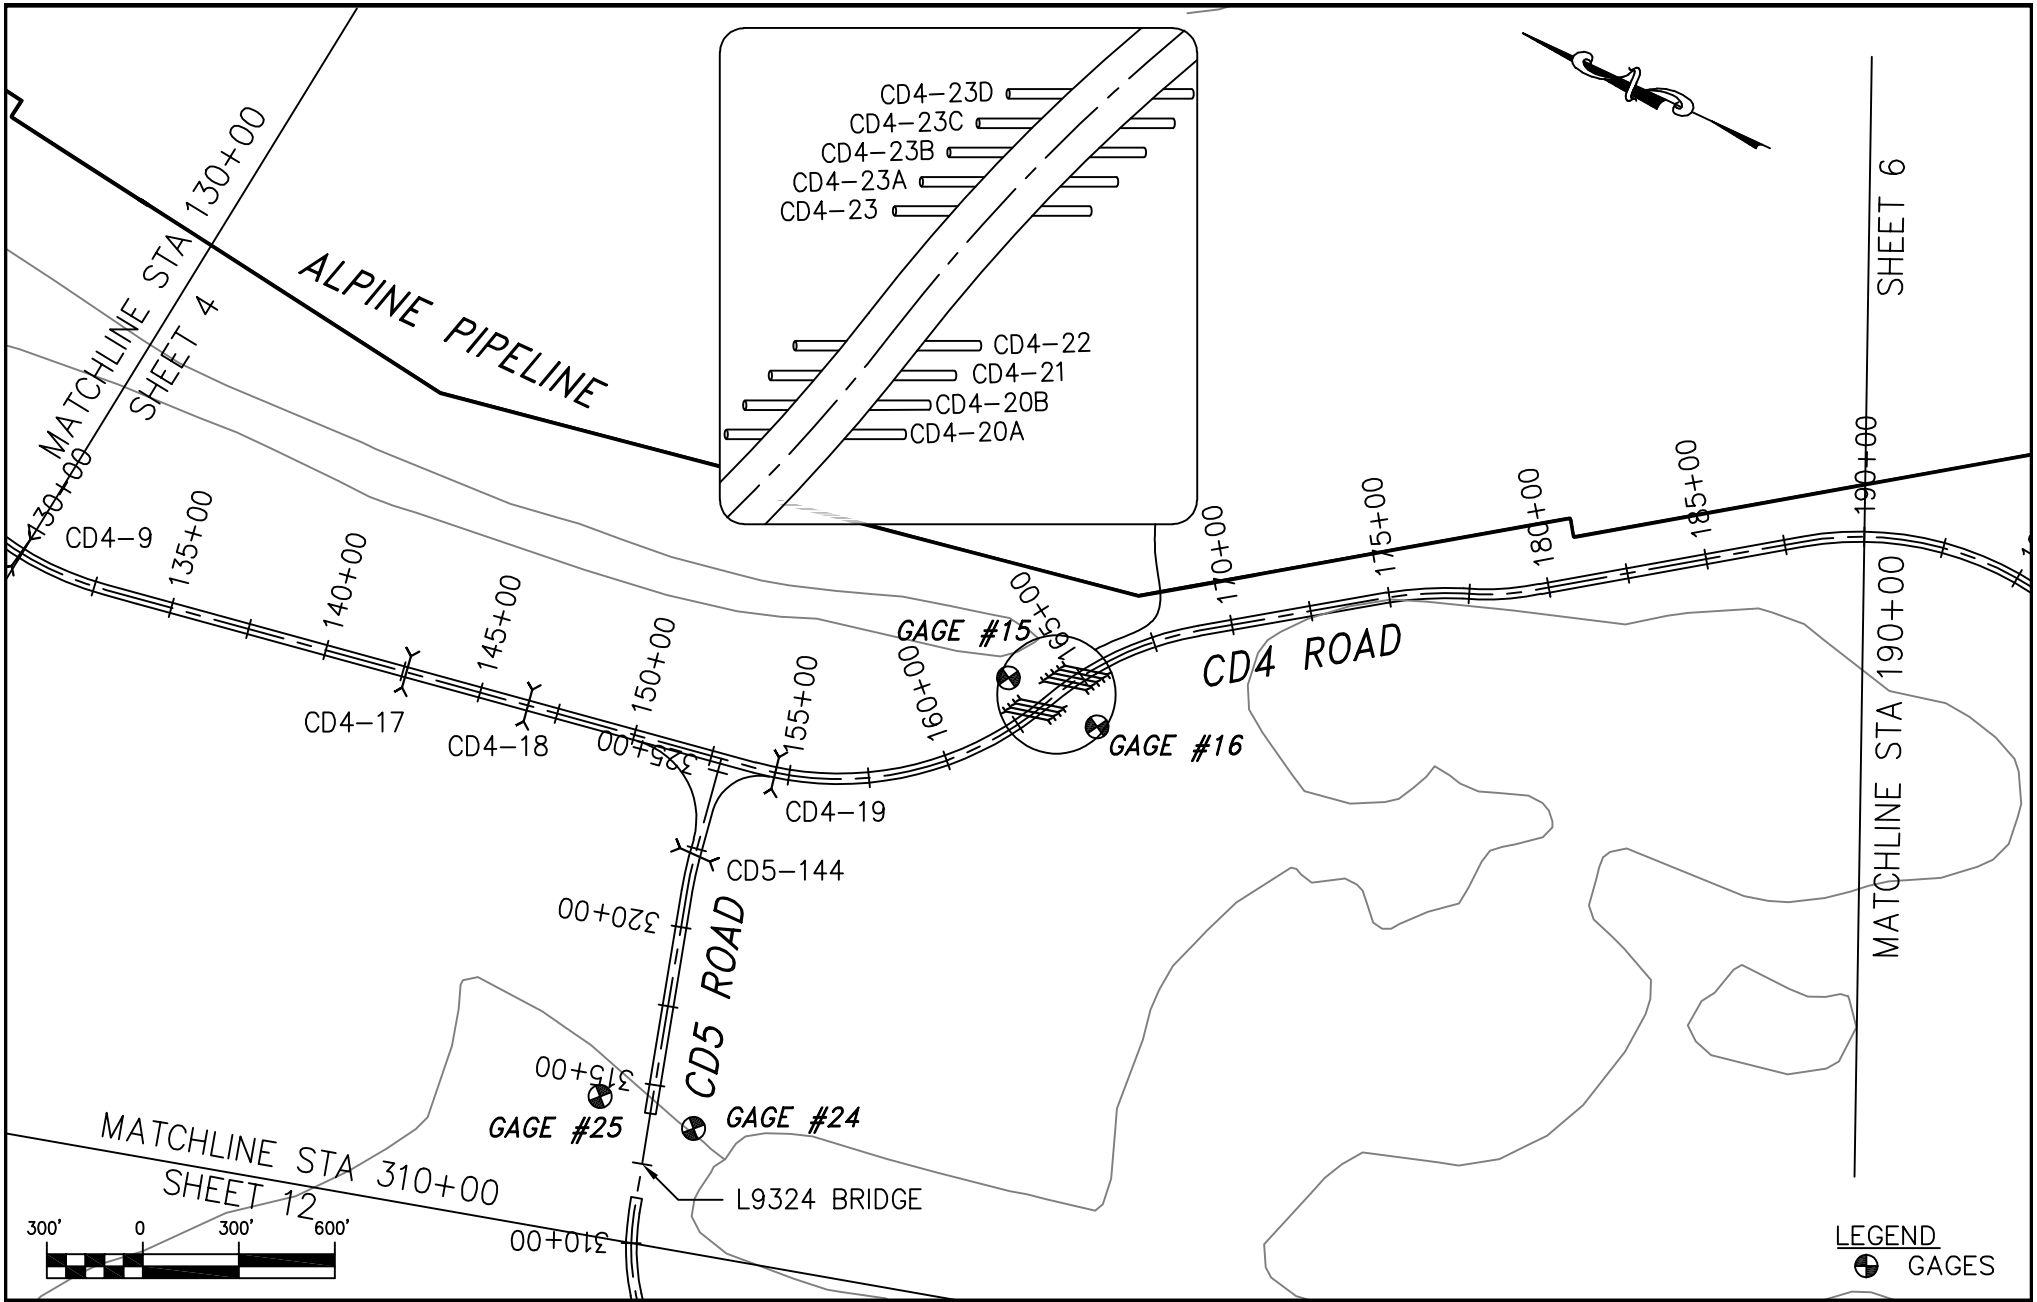 CD4-23D
CD4-23C
CD4-23B
CD4-23A
CD4-23
CD4-22
CD4-21
CD4-20B
CD4-20A
MATCHLINE STA 130+00
SHEET 4
ALPINE PIPELINE
SHEET 6
MATCHLINE STA 190+00
130+00
CD4-9
135+00
140+00
145+00
150+00
155+00
160+00
165+00
170+00
175+00
180+00
185+00
190+00
GAGE #15
GAGE #16
CD4 ROAD
CD4-17
CD4-18
325+00
CD4-19
CD5-144
320+00
CD5 ROAD
315+00
GAGE #25
GAGE #24
MATCHLINE STA 310+00
SHEET 12
L9324 BRIDGE
310+00
300' 0 300' 600'
LEGEND
GAGES